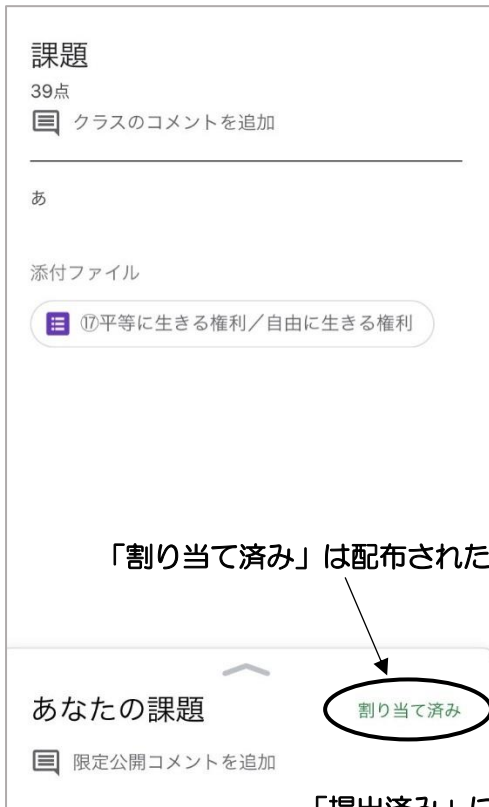 課題
39点
クラスのコメントを追加
あ
添付ファイル
⑰平等に生きる権利／自由に生きる権利
「割り当て済み」は配布された
あなたの課題
割り当て済み
限定公開コメントを追加
「提出済み」に